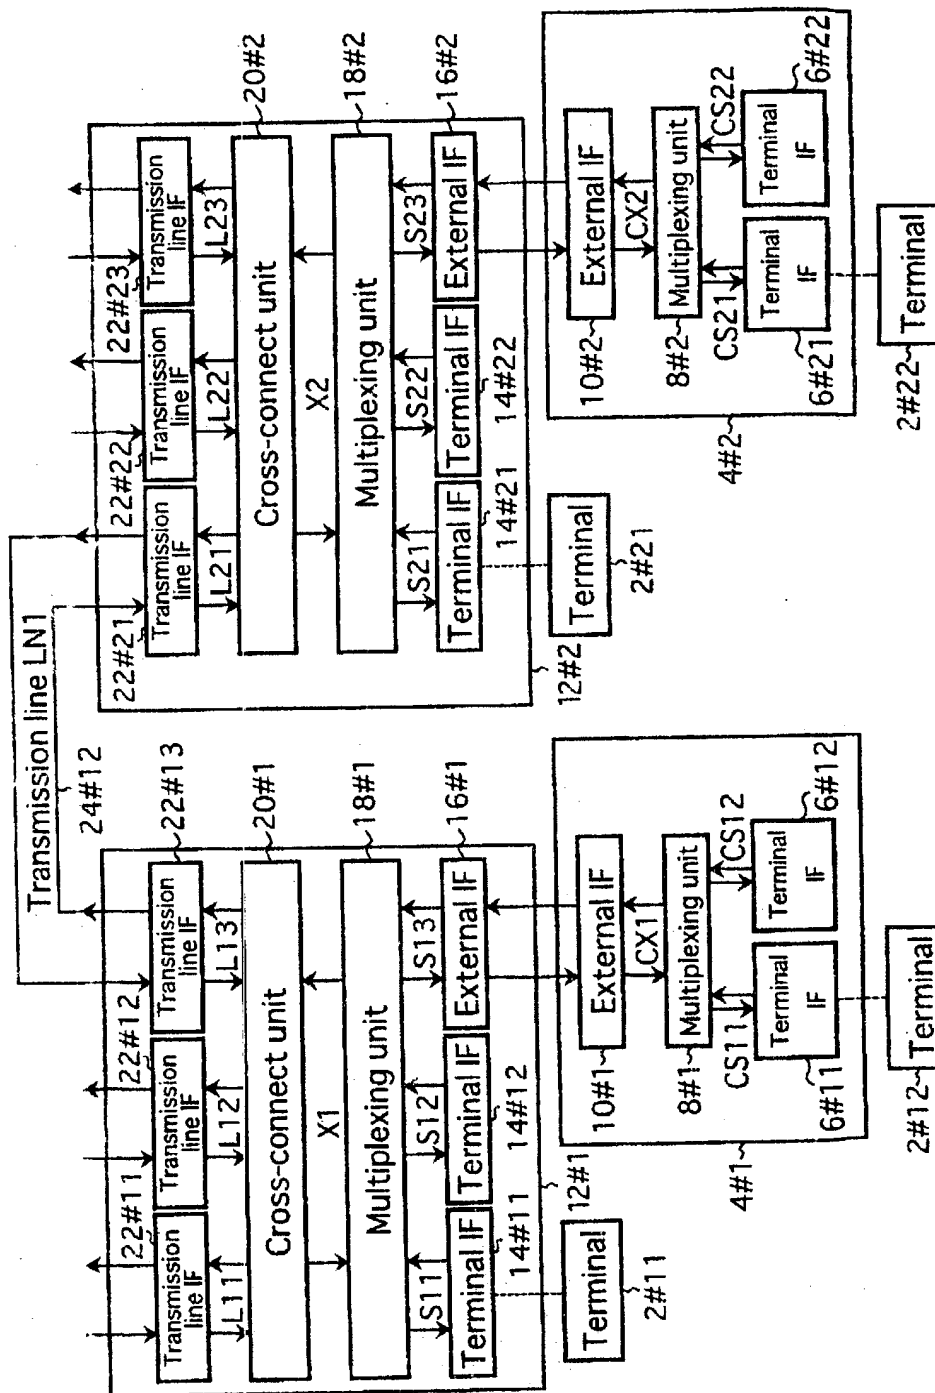 Transmission line LN1
24#12
22#11
22#12
22#13
Transmission
line IF
Transmission
line IF
Transmission
line IF
L11
L12
L13
Cross-connect unit
20#1
X1
Multiplexing unit
18#1
S11
S12
S13
Terminal IF
Terminal IF
External IF
16#1
14#11
14#12
12#1
Terminal
2#11
External IF
10#1
CX1
Multiplexing unit
8#1
CS11
CS12
Terminal
IF
Terminal
IF
6#11
6#12
4#1
Terminal
2#12
22#21
22#22
22#23
Transmission
line IF
Transmission
line IF
Transmission
line IF
L21
L22
L23
Cross-connect unit
20#2
X2
Multiplexing unit
18#2
S21
S22
S23
Terminal IF
Terminal IF
External IF
16#2
14#21
14#22
12#2
Terminal
2#21
External IF
10#2
CX2
Multiplexing unit
8#2
CS21
CS22
Terminal
IF
Terminal
IF
6#21
6#22
4#2
Terminal
2#22